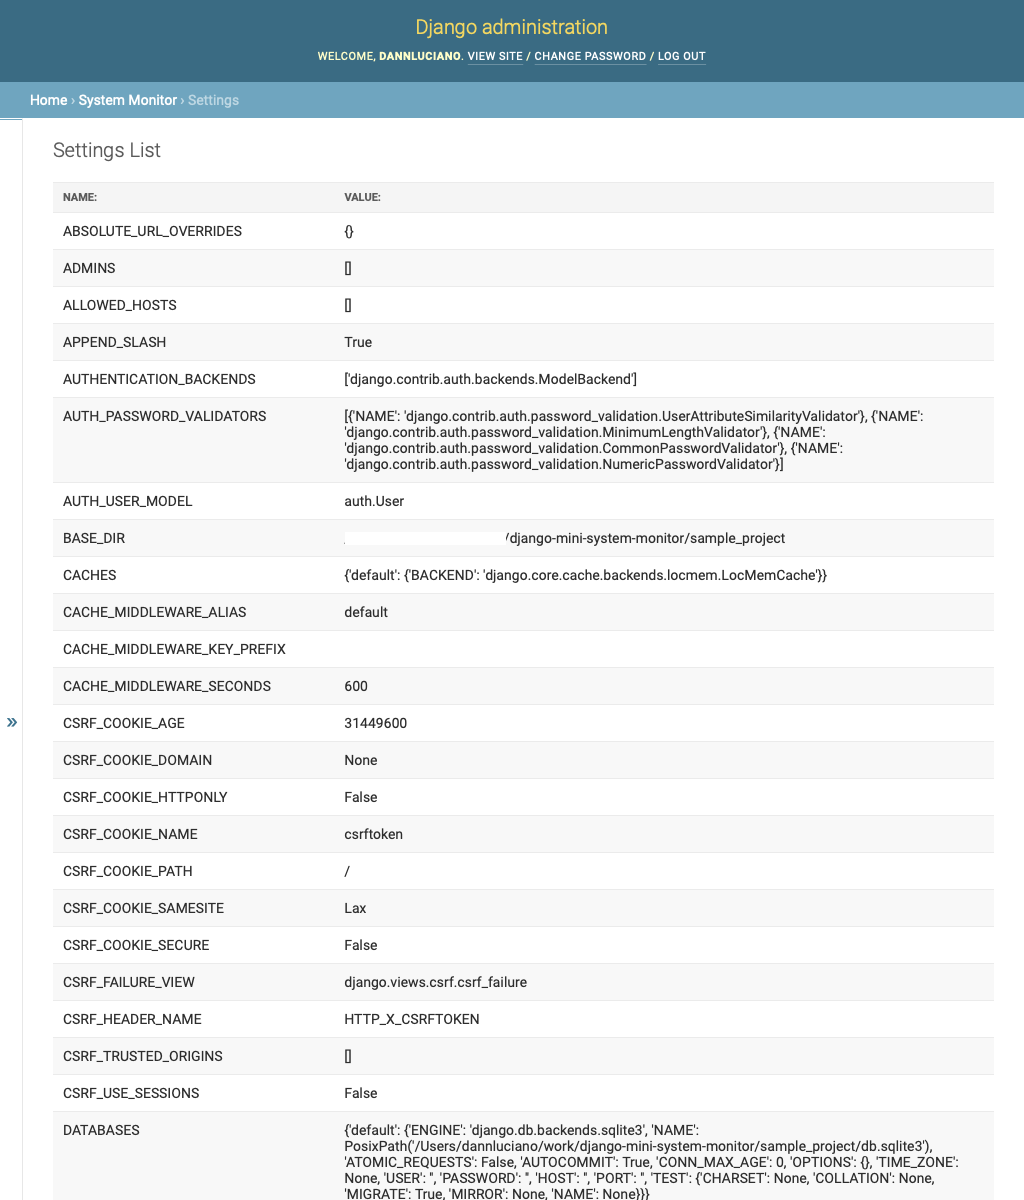 Django administration
WELCOME, DANNLUCIANO. VIEW SITE / CHANGE PASSWORD / LOG OUT
Home › System Monitor › Settings
Settings List
NAME: VALUE:
ABSOLUTE_URL_OVERRIDES {}
ADMINS []
ALLOWED_HOSTS []
APPEND_SLASH True
AUTHENTICATION_BACKENDS ['django.contrib.auth.backends.ModelBackend']
AUTH_PASSWORD_VALIDATORS [{'NAME': 'django.contrib.auth.password_validation.UserAttributeSimilarityValidator'}, {'NAME':
'django.contrib.auth.password_validation.MinimumLengthValidator'}, {'NAME':
'django.contrib.auth.password_validation.CommonPasswordValidator'}, {'NAME':
'django.contrib.auth.password_validation.NumericPasswordValidator'}]
AUTH_USER_MODEL auth.User
BASE_DIR /django-mini-system-monitor/sample_project
CACHES {'default': {'BACKEND': 'django.core.cache.backends.locmem.LocMemCache'}}
CACHE_MIDDLEWARE_ALIAS default
CACHE_MIDDLEWARE_KEY_PREFIX
CACHE_MIDDLEWARE_SECONDS 600
»
CSRF_COOKIE_AGE 31449600
CSRF_COOKIE_DOMAIN None
CSRF_COOKIE_HTTPONLY False
CSRF_COOKIE_NAME csrftoken
CSRF_COOKIE_PATH /
CSRF_COOKIE_SAMESITE Lax
CSRF_COOKIE_SECURE False
CSRF_FAILURE_VIEW django.views.csrf.csrf_failure
CSRF_HEADER_NAME HTTP_X_CSRFTOKEN
CSRF_TRUSTED_ORIGINS []
CSRF_USE_SESSIONS False
DATABASES {'default': {'ENGINE': 'django.db.backends.sqlite3', 'NAME':
PosixPath('/Users/dannluciano/work/django-mini-system-monitor/sample_project/db.sqlite3'),
'ATOMIC_REQUESTS': False, 'AUTOCOMMIT': True, 'CONN_MAX_AGE': 0, 'OPTIONS': {}, 'TIME_ZONE':
None, 'USER': '', 'PASSWORD': '', 'HOST': '', 'PORT': '', 'TEST': {'CHARSET': None, 'COLLATION': None,
'MIGRATE': True, 'MIRROR': None, 'NAME': None}}}